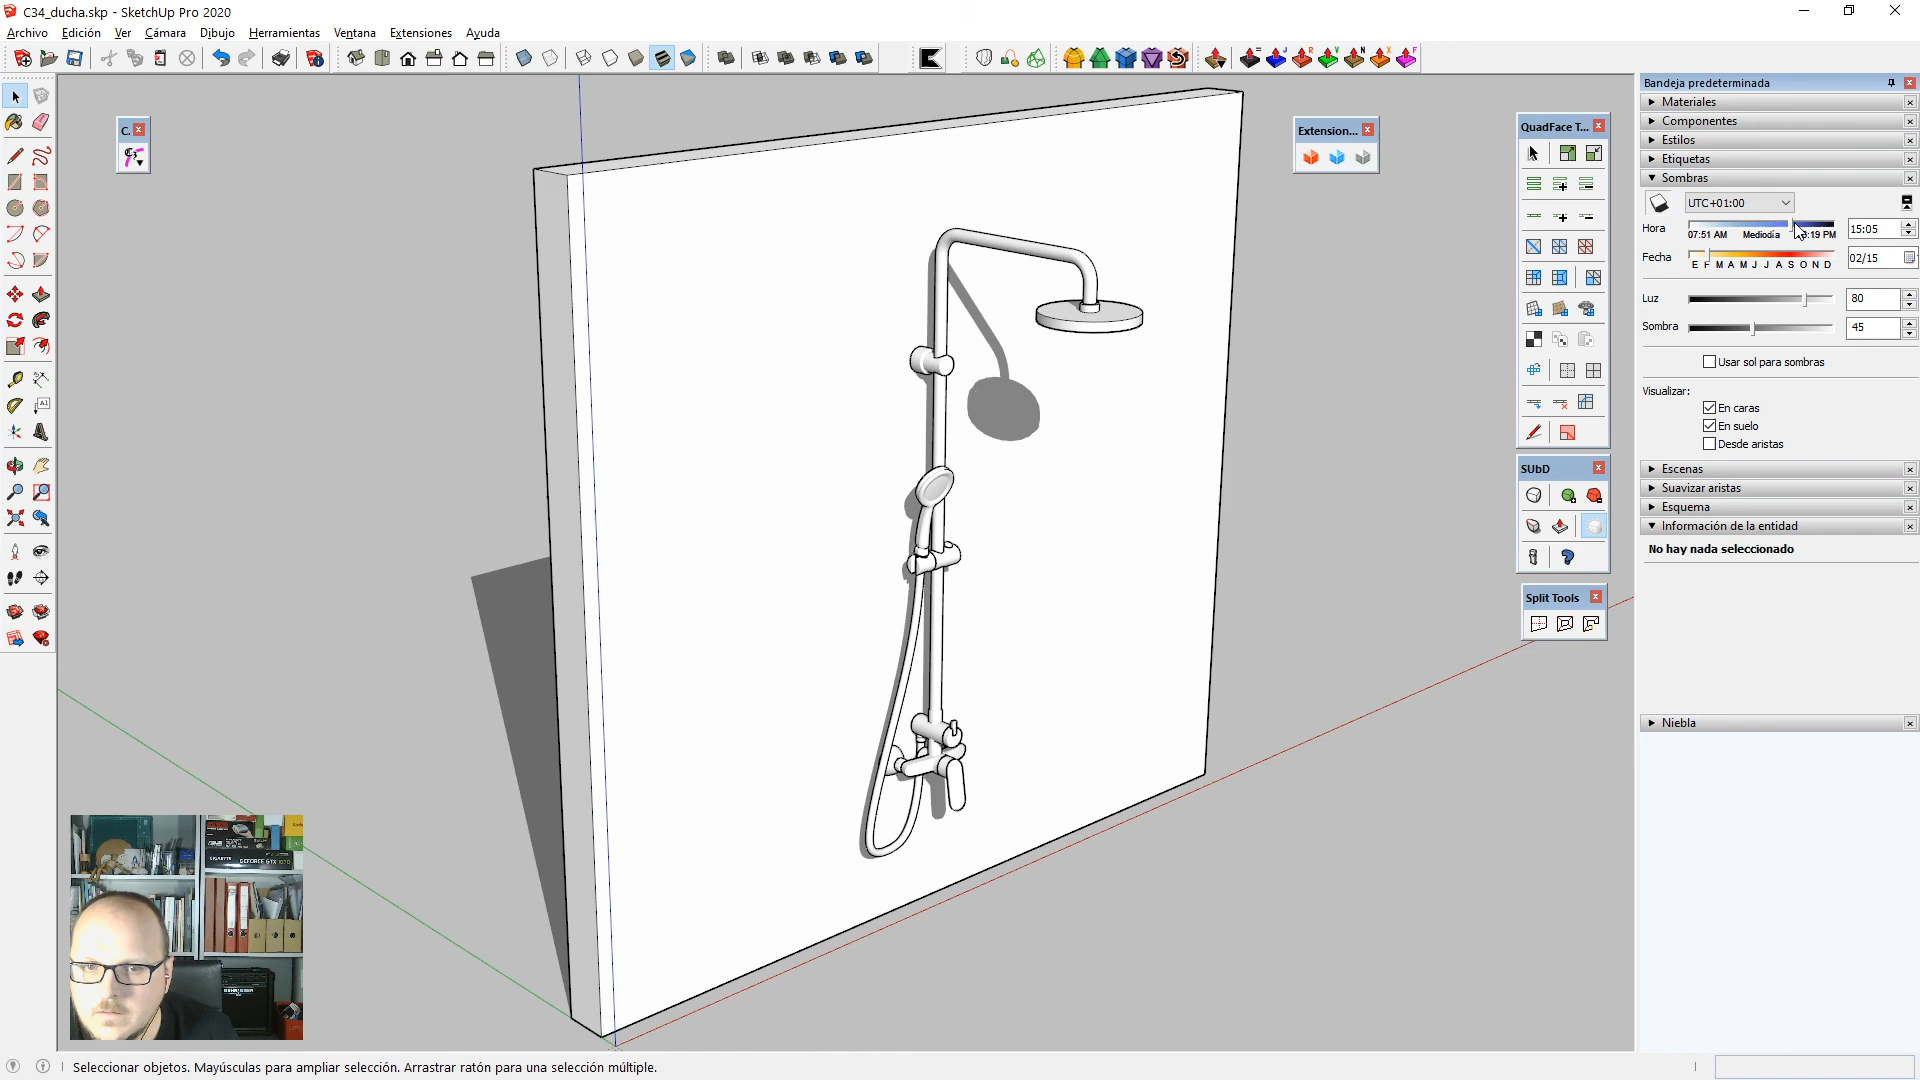 C34_ducha.skp - SketchUp Pro 2020
Archivo Edición Ver Cámara Dibujo Herramientas Ventana Extensiones Ayuda
C.
Extension...
QuadFace T...
SUbD
Split Tools
Bandeja predeterminada
Materiales
Componentes
Estilos
Etiquetas
Sombras
UTC+01:00
Hora
07:51 AM Mediodía 
15:05
Fecha
E F M A M J J A S O N D
02/15
Luz
80
Sombra
45
Usar sol para sombras
Visualizar:
En caras
En suelo
Desde aristas
Escenas
Suavizar aristas
Esquema
Información de la entidad
No hay nada seleccionado
Niebla
GIGABYTE
GEFORCE GTX 1070
Seleccionar objetos. Mayúsculas para ampliar selección. Arrastrar ratón para una selección múltiple.